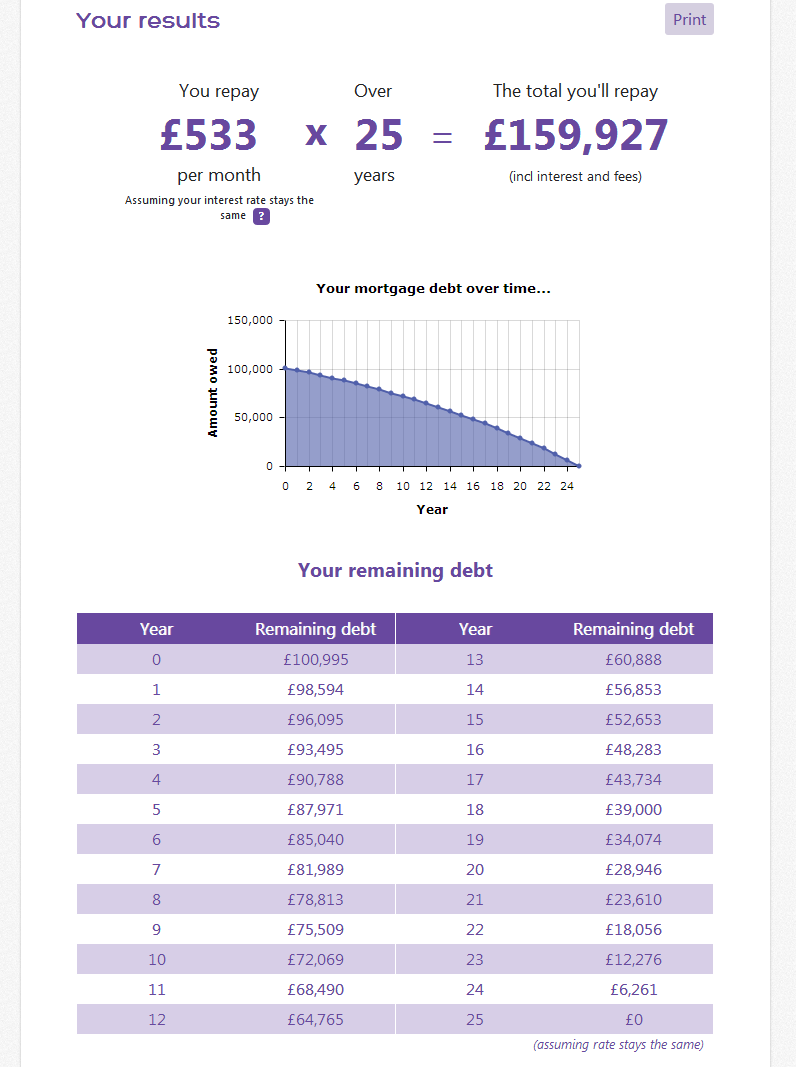 Your results
Print
You repay
Over
The total you'll repay
£533 x 25 = £159,927
per month
years
(incl interest and fees)
Assuming your interest rate stays the
same ?
Your mortgage debt over time...
150,000
100,000
50,000
0
Amount owed
0 2 4 6 8 10 12 14 16 18 20 22 24
Year
Your remaining debt
Year Remaining debt Year Remaining debt
0 £100,995 13 £60,888
1 £98,594 14 £56,853
2 £96,095 15 £52,653
3 £93,495 16 £48,283
4 £90,788 17 £43,734
5 £87,971 18 £39,000
6 £85,040 19 £34,074
7 £81,989 20 £28,946
8 £78,813 21 £23,610
9 £75,509 22 £18,056
10 £72,069 23 £12,276
11 £68,490 24 £6,261
12 £64,765 25 £0
(assuming rate stays the same)